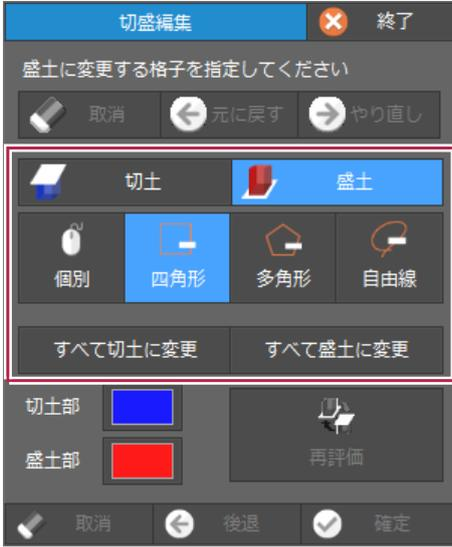 切盛編集 終了
盛土に変更する格子を指定してください
取消 元に戻す やり直し
切土 盛土
個別 四角形 多角形 自由線
すべて切土に変更 すべて盛土に変更
切土部
再評価
盛土部
取消 後退 確定